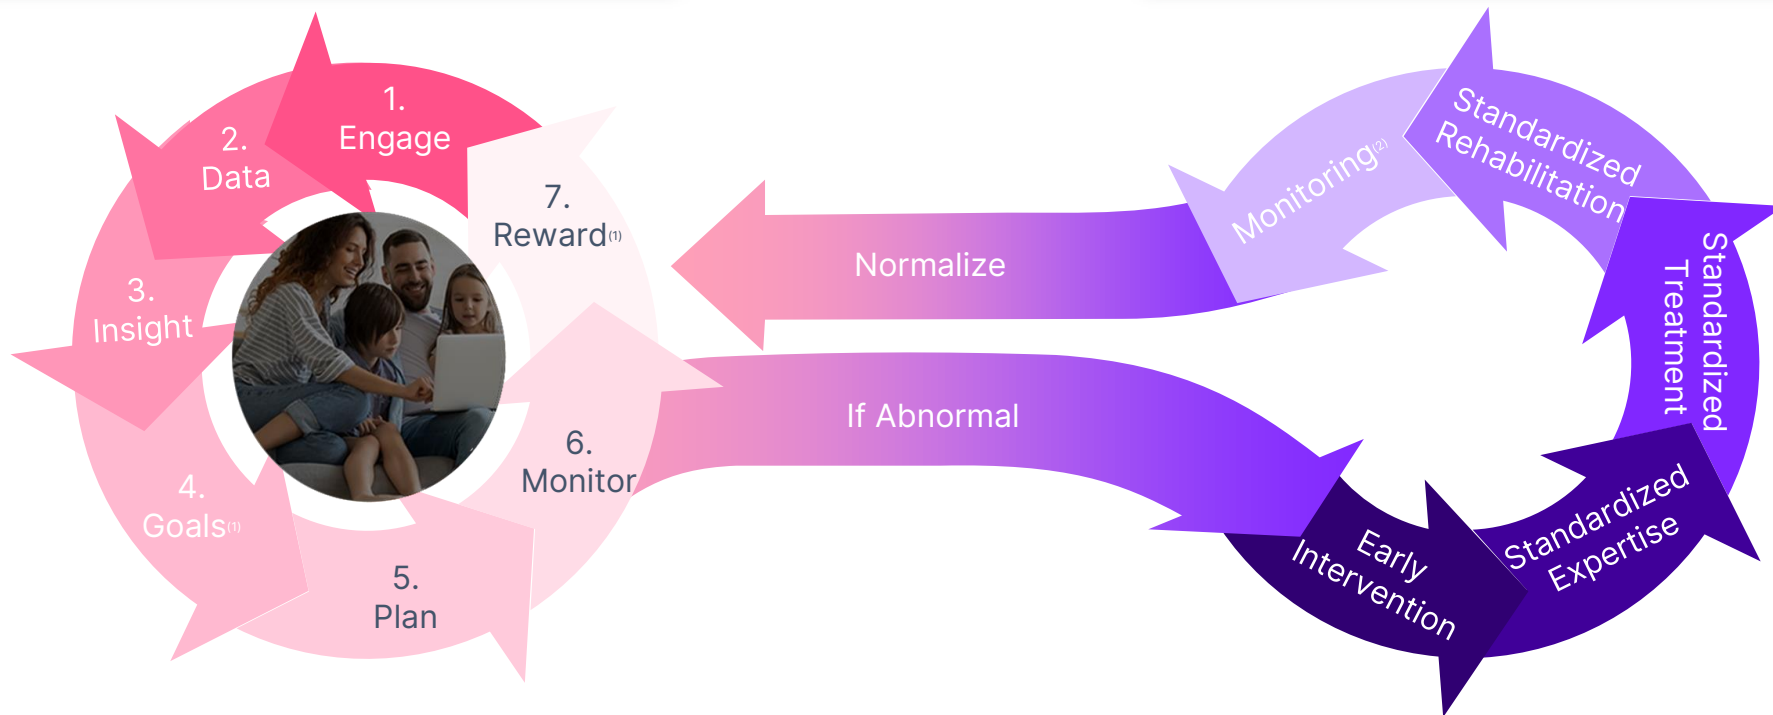 1.
Engage
2.
Data
3.
Insight
4.
Goals(1)
5.
Plan
6.
Monitor
7.
Reward(1)
Normalize
If Abnormal
Early
Intervention
Standardized
Expertise
Standardized
Treatment
Standardized
Rehabilitation
Monitoring(2)